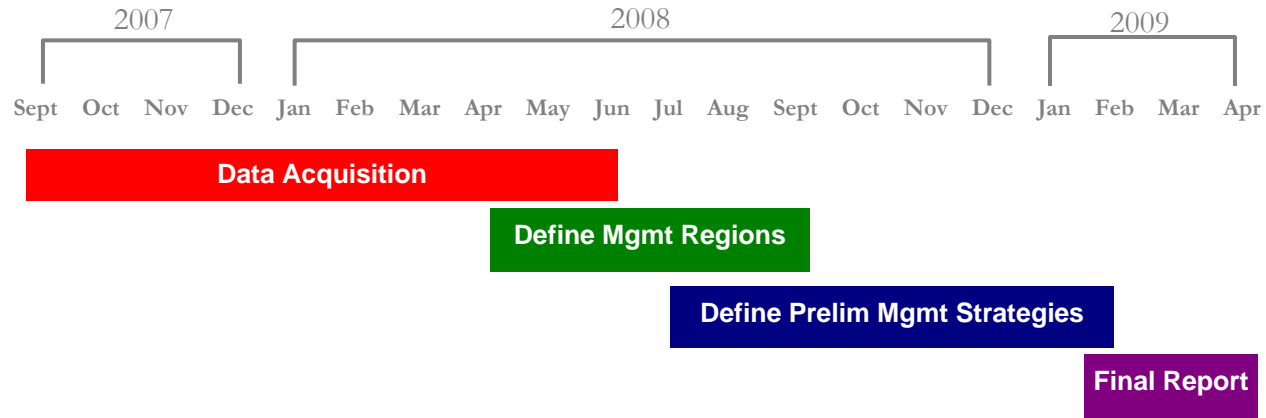 2007 2008 2009
Sept Oct Nov Dec Jan Feb Mar Apr May Jun Jul Aug Sept Oct Nov Dec Jan Feb Mar Apr
Data Acquisition
Define Mgmt Regions
Define Prelim Mgmt Strategies
Final Report